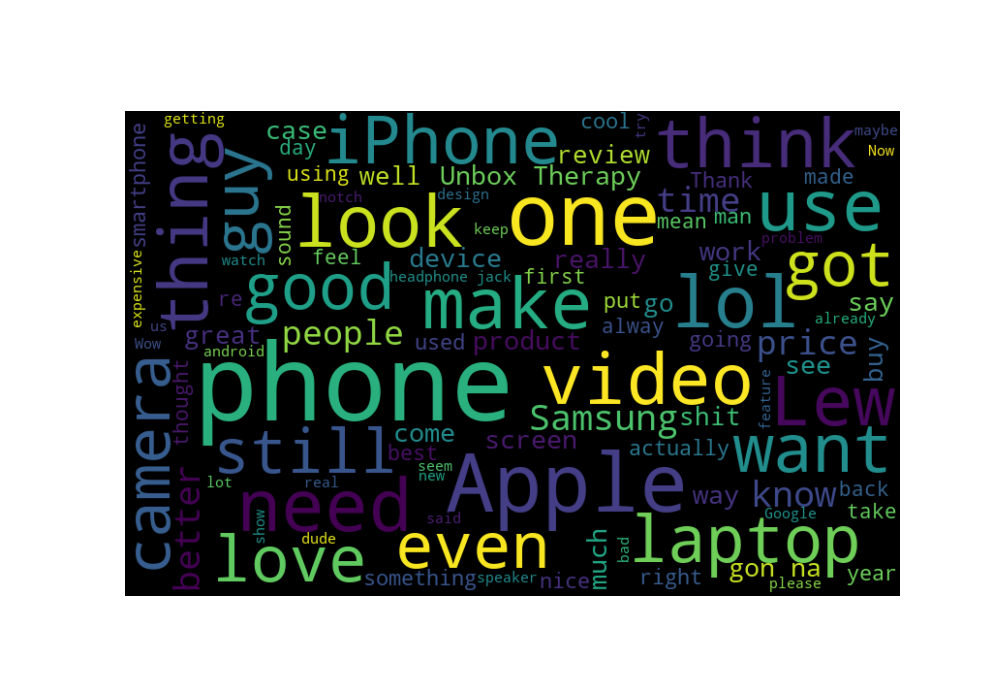 getting
smartphone
thing
guy
case
day
iPhone
cool
try
think
maybe
Now
review
using
well
Unbox Therapy
Thank
made
notch
design
time
use
look
one
mean
man
keep
sound
work
problem
got
watch
feel
device
really
give
expensive
re
good
headphone jack
first
make
put
go
lol
say
us
Wow
great
people
used
product
alway
going
price
already
android
see
buy
camera
thought
phone
video
feature
Lew
Samsung
shit
still
come
best
screen
actually
want
better
lot
real
seem
new
Apple
way
know
back
need
said
Google
take
show
dude
love
even
much
bad
laptop
gon na
year
something
speaker
nice
right
please